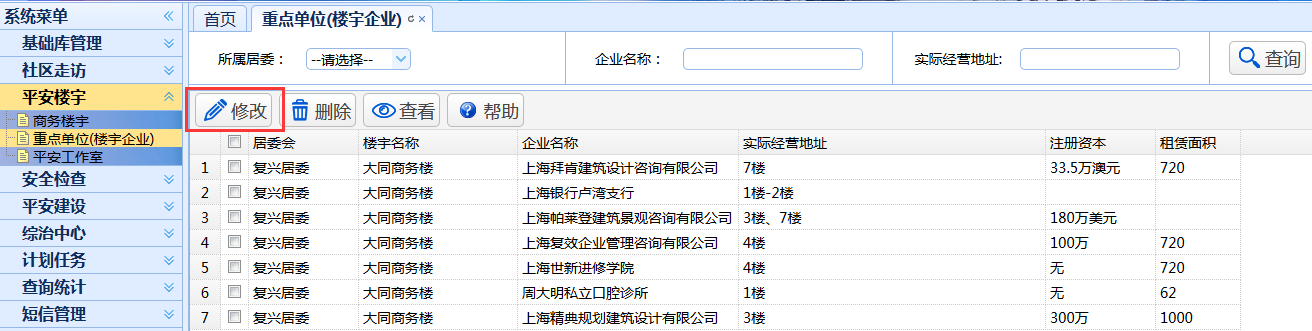 系统菜单
基础库管理
社区走访
平安楼宇
商务楼宇
重点单位(楼宇企业)
平安工作室
安全检查
平安建设
综治中心
计划任务
查询统计
短信管理
首页 重点单位(楼宇企业)
所属居委： --请选择-- 企业名称： 实际经营地址: 查询
修改 删除 查看 帮助
居委会 楼宇名称 企业名称 实际经营地址 注册资本 租赁面积
1 复兴居委 大同商务楼 上海拜肯建筑设计咨询有限公司 7楼 33.5万澳元 720
2 复兴居委 大同商务楼 上海银行卢湾支行 1楼-2楼
3 复兴居委 大同商务楼 上海帕莱登建筑景观咨询有限公司 3楼、7楼 180万美元
4 复兴居委 大同商务楼 上海复效企业管理咨询有限公司 4楼 100万 720
5 复兴居委 大同商务楼 上海世新进修学院 4楼 无 720
6 复兴居委 大同商务楼 周大明私立口腔诊所 1楼 无 62
7 复兴居委 大同商务楼 上海精典规划建筑设计有限公司 3楼 300万 1000